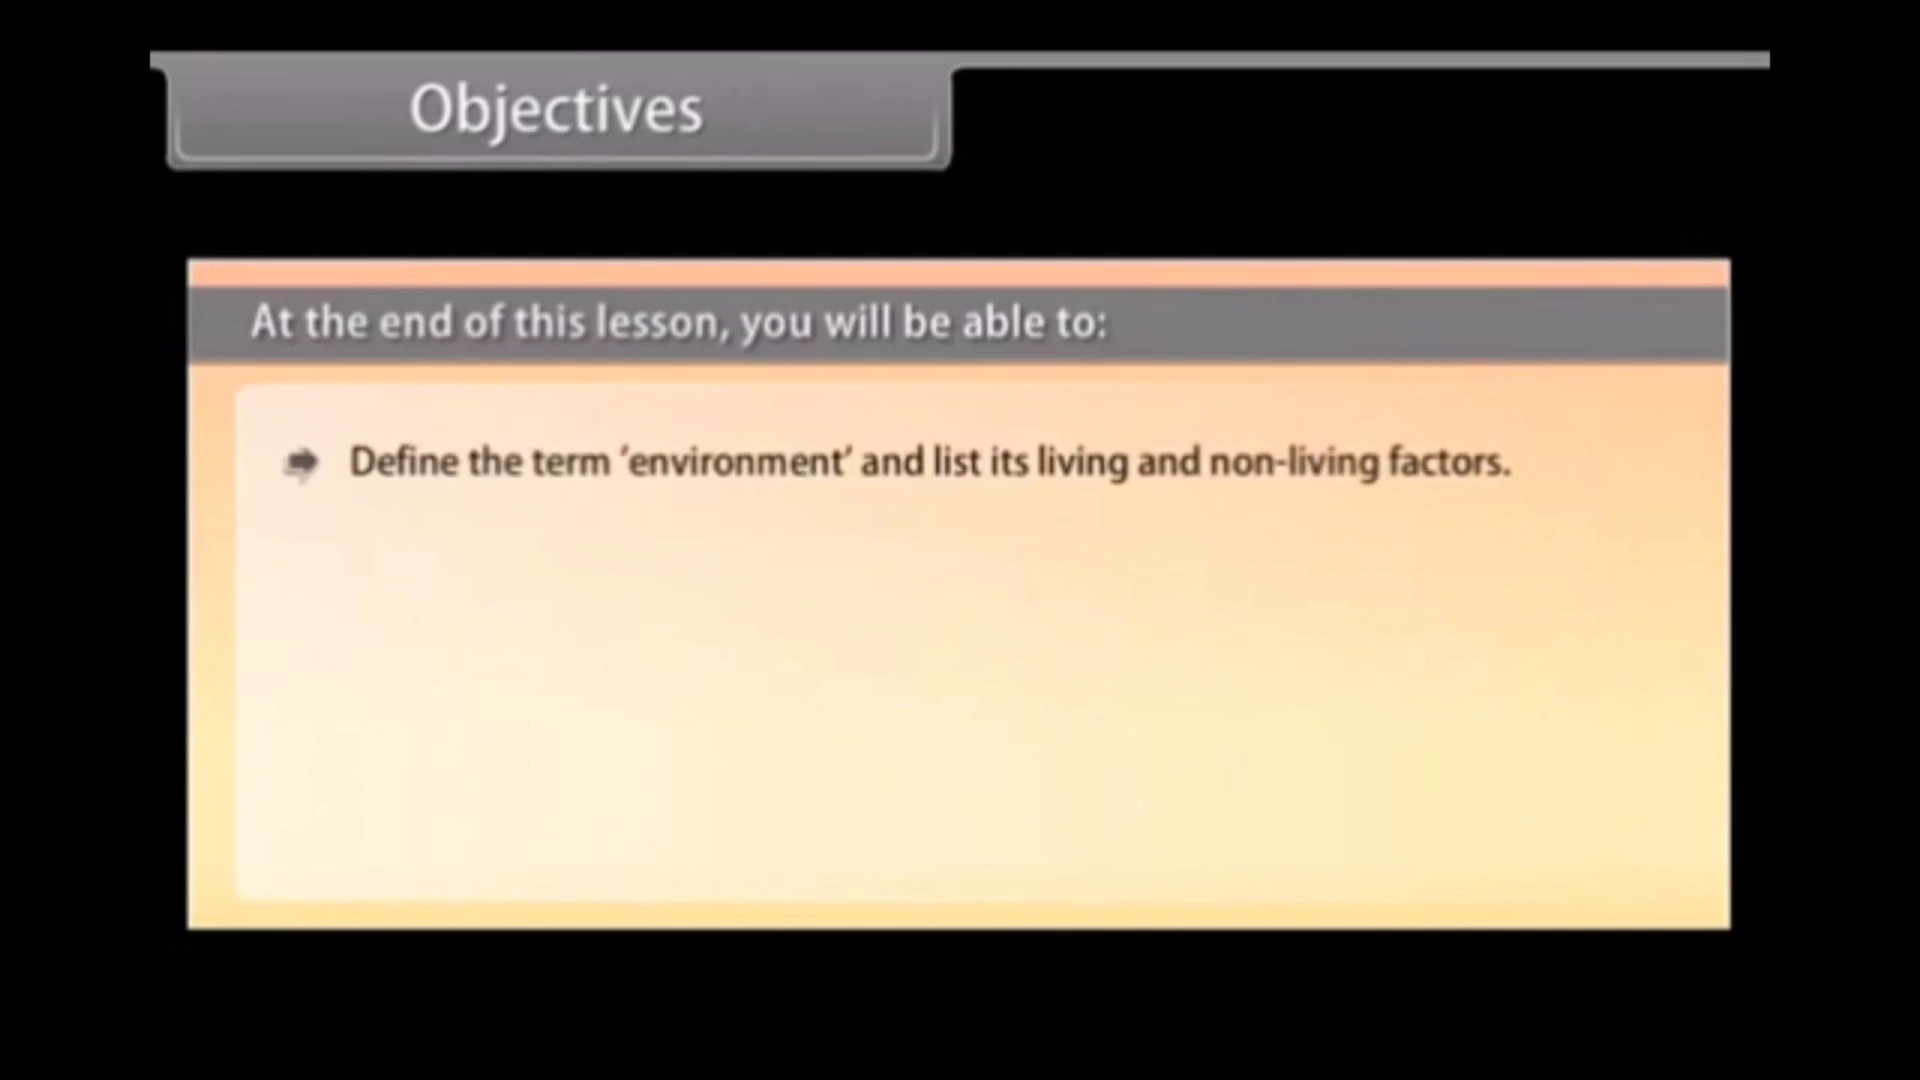 Objectives
At the end of this lesson, you will be able to:
Define the term ‘environment’ and list its living and non-living factors.